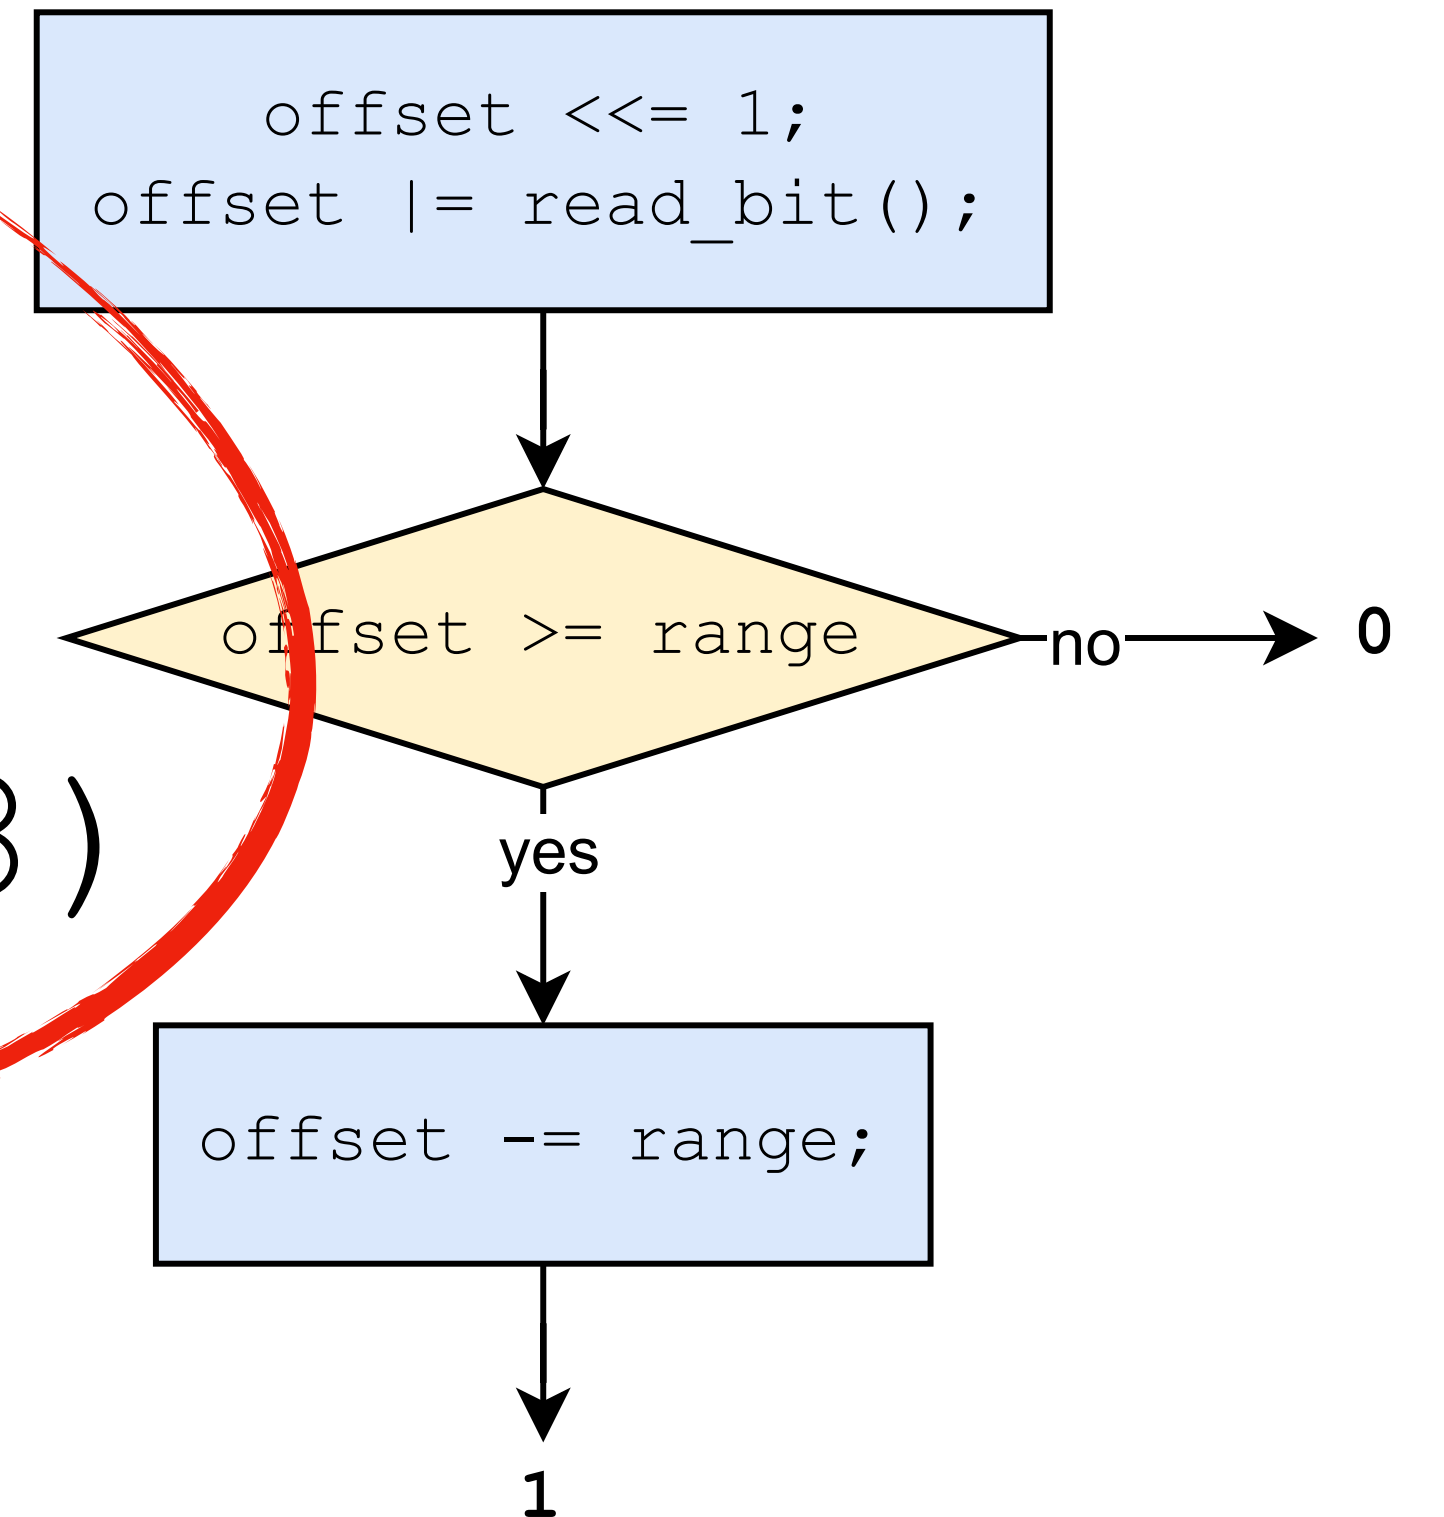 offset <<= 1;
offset |= read_bit();
offset >= range
no
0
)
yes
offset -= range;
1